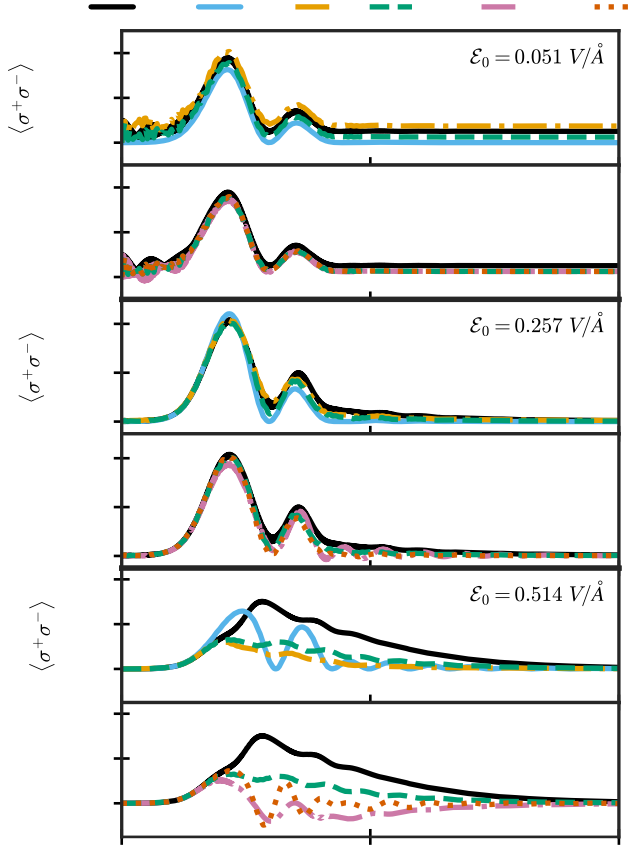 ⟨σ⁺σ⁻⟩
ℰ₀ = 0.051 V/Å
⟨σ⁺σ⁻⟩
ℰ₀ = 0.257 V/Å
⟨σ⁺σ⁻⟩
ℰ₀ = 0.514 V/Å